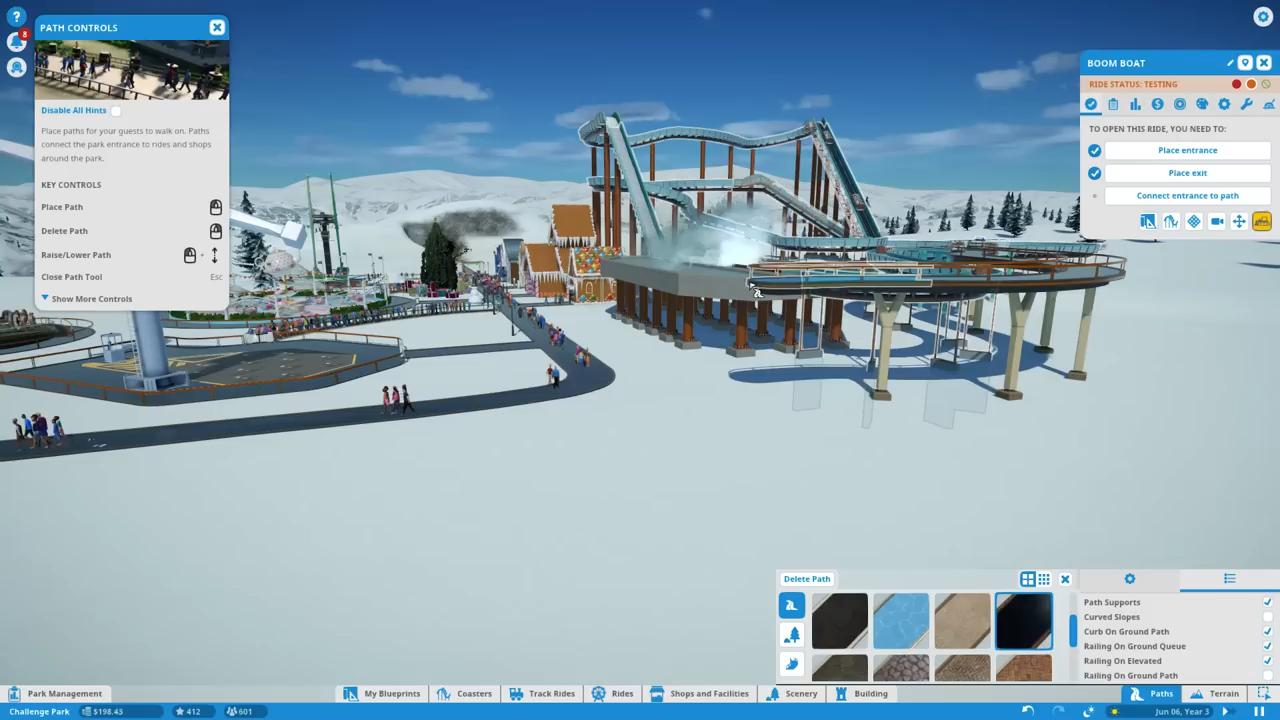 PATH CONTROLS
8
Disable All Hints
Place paths for your guests to walk on. Paths
connect the park entrance to rides and shops
around the park.
KEY CONTROLS
Place Path
Delete Path
Raise/Lower Path
Close Path Tool Esc
Show More Controls
BOOM BOAT
RIDE STATUS: TESTING
TO OPEN THIS RIDE, YOU NEED TO:
Place entrance
Place exit
Connect entrance to path
Delete Path
Path Supports
Curved Slopes
Curb On Ground Path
Railing On Ground Queue
Railing On Elevated
Railing On Ground Path
Park Management
My Blueprints
Coasters
Track Rides
Rides
Shops and Facilities
Scenery
Building
Paths
Terrain
Challenge Park
$198.43
412
601
Jun 06, Year 3